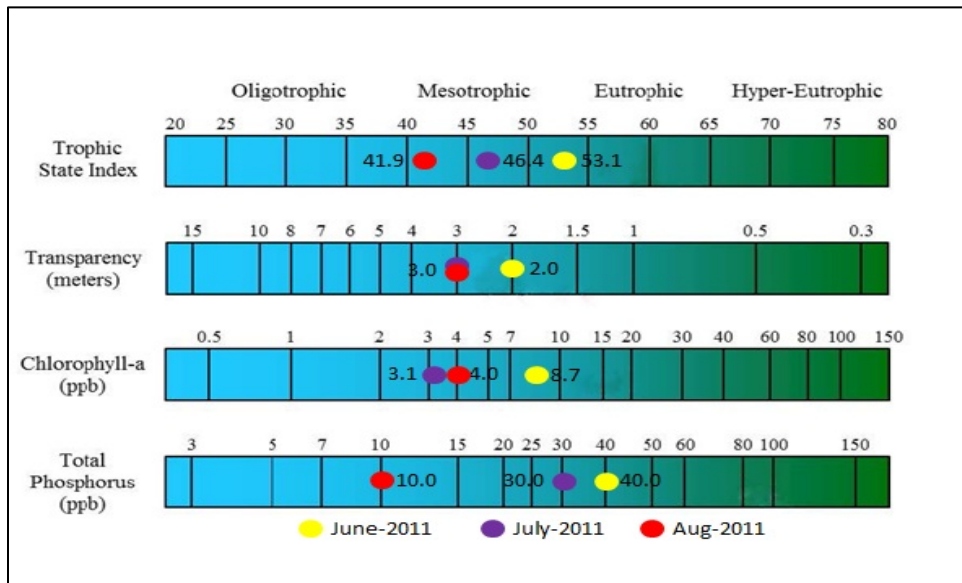 Oligotrophic Mesotrophic Eutrophic Hyper-Eutrophic
20 25 30 35 40 45 50 55 60 65 70 75 80
Trophic
State Index
41.9 46.4 53.1
15 10 8 7 6 5 4 3 2 1.5 1 0.5 0.3
Transparency
(meters)
3.0 2.0
0.5 1 2 3 4 5 7 10 15 20 30 40 60 80 100 150
Chlorophyll-a
(ppb)
3.1 4.0 8.7
3 5 7 10 15 20 25 30 40 50 60 80 100 150
Total
Phosphorus
(ppb)
10.0 30.0 40.0
June-2011 July-2011 Aug-2011